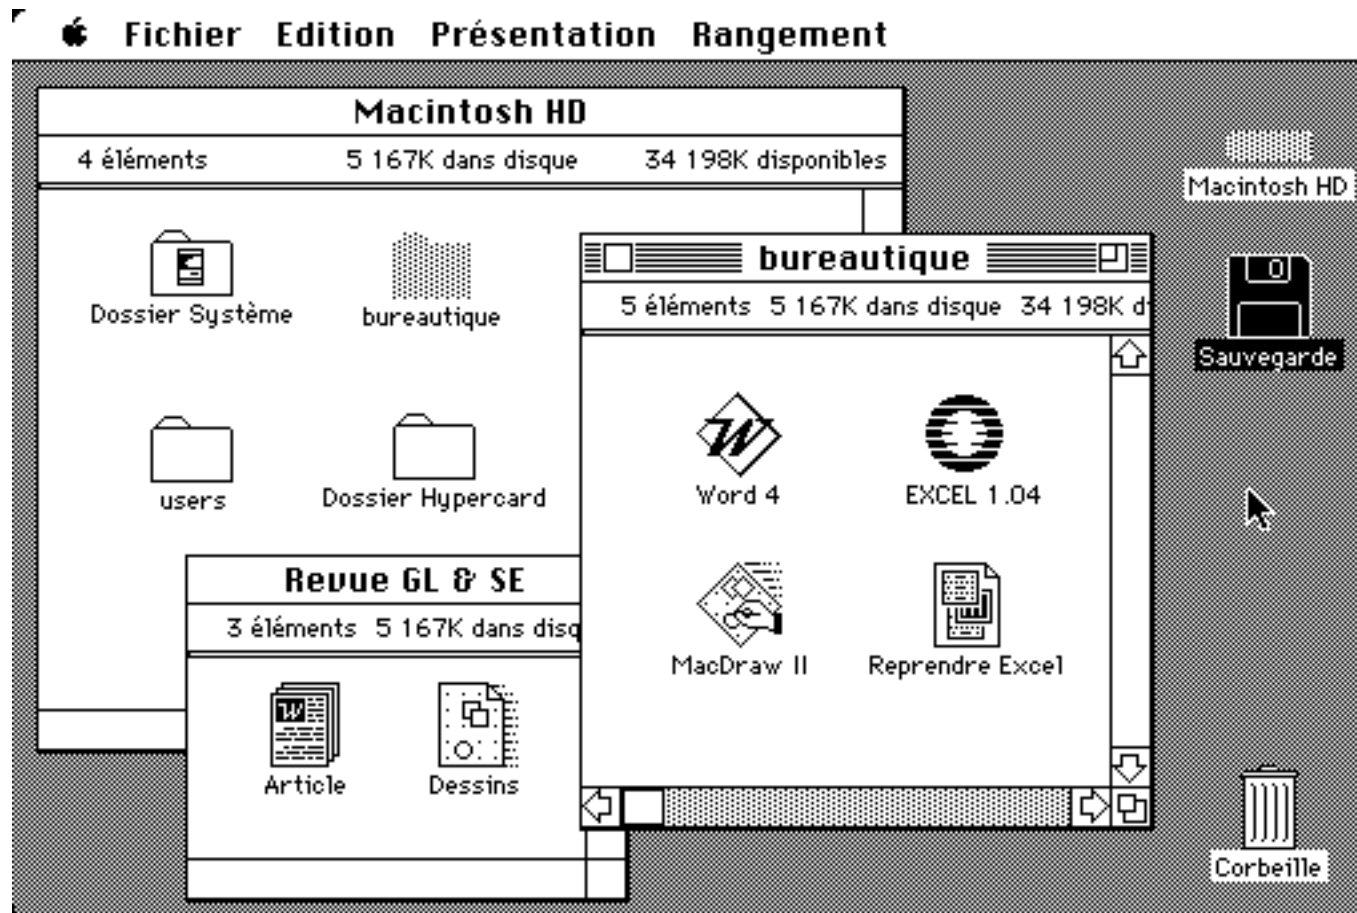 Fichier Edition Présentation Rangement
Macintosh HD
4 éléments 5 167K dans disque 34 198K disponibles
Dossier Système
bureautique
users
Dossier Hypercard
Revue GL & SE
3 éléments 5 167K dans disq
Article
Dessins
bureautique
5 éléments 5 167K dans disque 34 198K d
Word 4
EXCEL 1.04
MacDraw II
Reprendre Excel
Macintosh HD
Sauvegarde
Corbeille